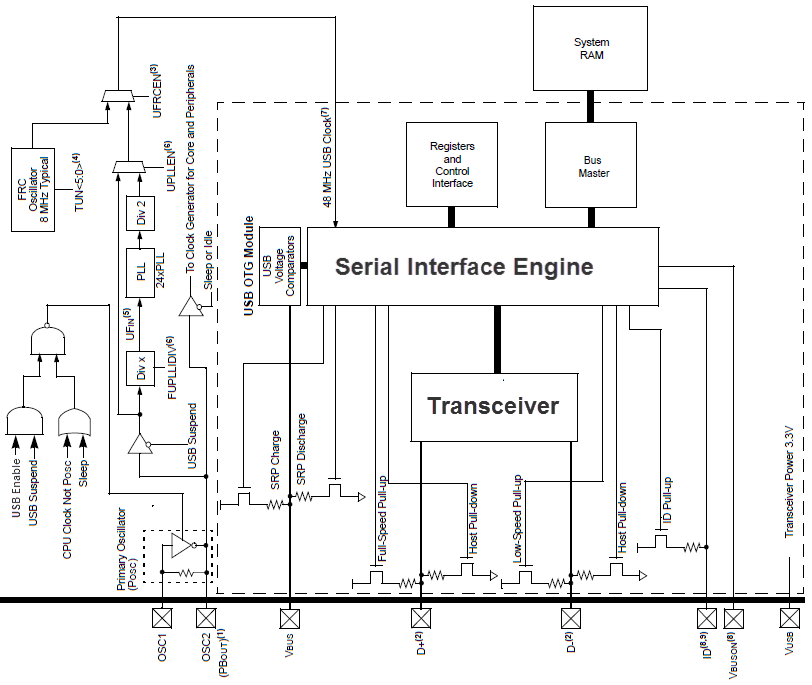 System
RAM
Registers
and
Control
Interface
Bus
Master
UFRCEN(3)
FRC
Oscillator
8 MHz Typical
TUN<5:0>(4)
UPLLEN(6)
Div 2
PLL
24xPLL
UFIN(5)
Div x
FUPLLIDIV(6)
USB Suspend
To Clock Generator for Core and Peripherals
Sleep or Idle
48 MHz USB Clock(7)
USB OTG Module
USB
Voltage
Comparators
Serial Interface Engine
Transceiver
SRP Charge
SRP Discharge
Full-Speed Pull-up
Host Pull-down
Low-Speed Pull-up
Host Pull-down
ID Pull-up
Transceiver Power 3.3V
USB Enable
USB Suspend
CPU Clock Not POSC
Sleep
Primary Oscillator
(POSC)
OSC1
OSC2
(PBOUT)(1)
VBUS
D+(2)
D-(2)
ID(8,9)
VBUSON(8)
VUSB